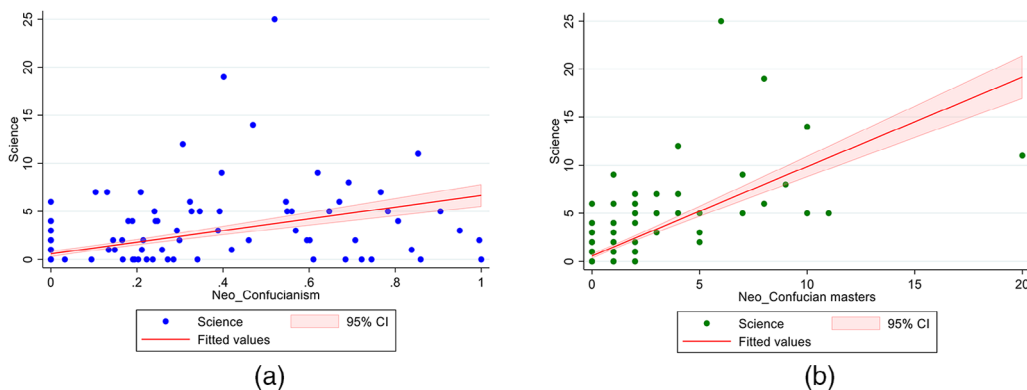 25
20
15
10
5
0
Science
0 .2 .4 .6 .8 1
Neo_Confucianism
Science 95% CI
Fitted values
(a)
25
20
15
10
5
0
Science
0 5 10 15 20
Neo_Confucian masters
Science 95% CI
Fitted values
(b)